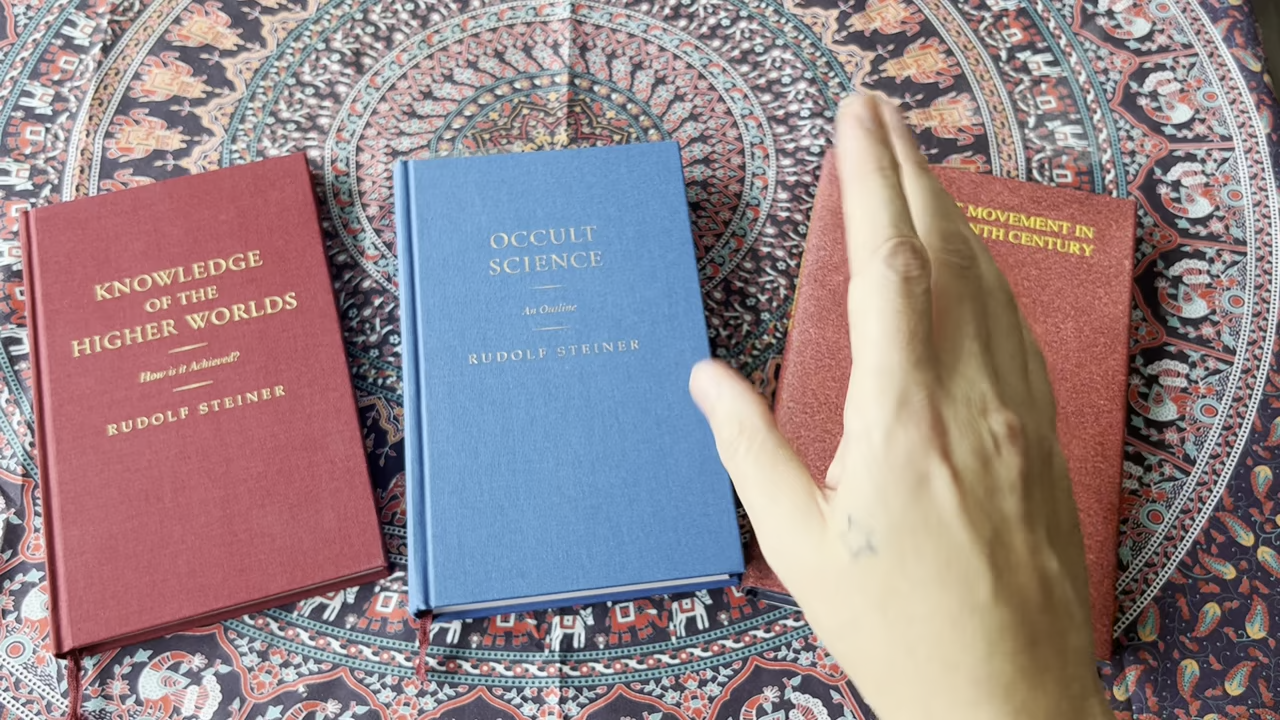 KNOWLEDGE
OF THE
HIGHER WORLDS
How is it Achieved?
RUDOLF STEINER
OCCULT
SCIENCE
An Outline
RUDOLF STEINER
MOVEMENT IN
CENTURY